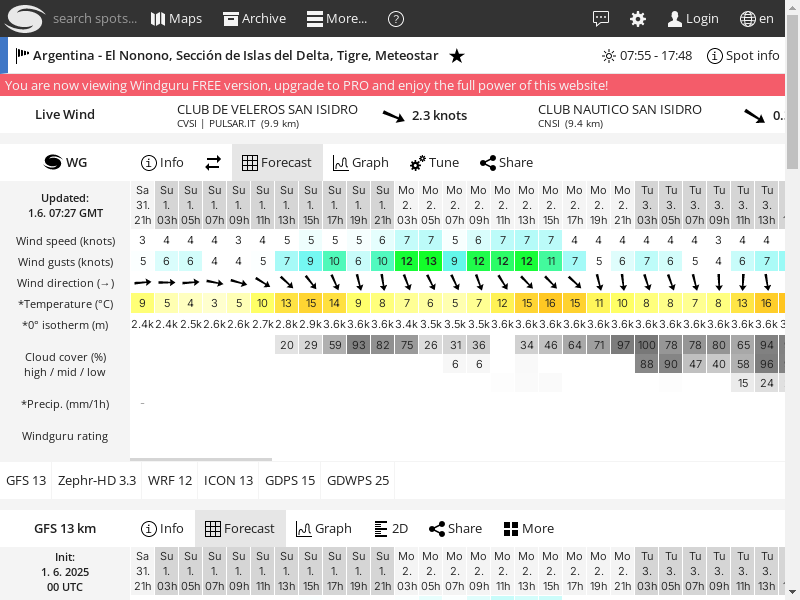 search spots... Maps Archive More... ? Login en
Argentina - El Nonono, Sección de Islas del Delta, Tigre, Meteostar ★ 07:55 - 17:48 Spot info
You are now viewing Windguru FREE version, upgrade to PRO and enjoy the full power of this website!
Live Wind
CLUB DE VELEROS SAN ISIDRO
CVSI | PULSAR.IT (9.9 km)
2.3 knots
CLUB NAUTICO SAN ISIDRO
CNSI (9.4 km)
0.
WG Info Forecast Graph Tune Share
Updated:
1.6. 07:27 GMT
Sa Su Su Su Su Su Su Su Su Su Su Mo Mo Mo Mo Mo Mo Mo Mo Mo Mo Tu Tu Tu Tu Tu Tu
31. 1. 1. 1. 1. 1. 1. 1. 1. 1. 1. 2. 2. 2. 2. 2. 2. 2. 2. 2. 2. 3. 3. 3. 3. 3. 3.
21h 03h 05h 07h 09h 11h 13h 15h 17h 19h 21h 03h 05h 07h 09h 11h 13h 15h 17h 19h 21h 03h 05h 07h 09h 11h 13h
Wind speed (knots) 3 4 4 4 3 4 5 5 5 5 6 7 7 5 6 7 7 7 4 4 4 4 4 4 3 4 4
Wind gusts (knots) 5 6 6 4 4 5 7 9 10 6 10 12 13 9 12 12 12 11 7 5 6 7 6 5 4 6 7
Wind direction (→)
*Temperature (°C) 9 5 4 3 5 10 13 15 14 9 8 7 6 5 7 12 15 16 15 11 10 8 8 7 8 13 16
*0° isotherm (m) 2.4k 2.4k 2.5k 2.6k 2.6k 2.7k 2.8k 2.9k 3.6k 3.6k 3.6k 3.4k 3.5k 3.5k 3.5k 3.6k 3.6k 3.6k 3.6k 3.6k 3.6k 3.6k 3.6k 3.6k 3.6k 3.6k 3.6k
Cloud cover (%)
high / mid / low
20 29 59 93 82 75 26 31 36 34 46 64 71 97 100 78 78 80 65 94
6 6 88 90 47 40 58 96
15 24
*Precip. (mm/1h) -
Windguru rating
GFS 13 Zephr-HD 3.3 WRF 12 ICON 13 GDPS 15 GDWPS 25
GFS 13 km Info Forecast Graph 2D Share More
Init:
1. 6. 2025
00 UTC
Sa Su Su Su Su Su Su Su Su Su Su Mo Mo Mo Mo Mo Mo Mo Mo Mo Mo Tu Tu Tu Tu Tu Tu
31. 1. 1. 1. 1. 1. 1. 1. 1. 1. 1. 2. 2. 2. 2. 2. 2. 2. 2. 2. 2. 3. 3. 3. 3. 3. 3.
21h 03h 05h 07h 09h 11h 13h 15h 17h 19h 21h 03h 05h 07h 09h 11h 13h 15h 17h 19h 21h 03h 05h 07h 09h 11h 13h